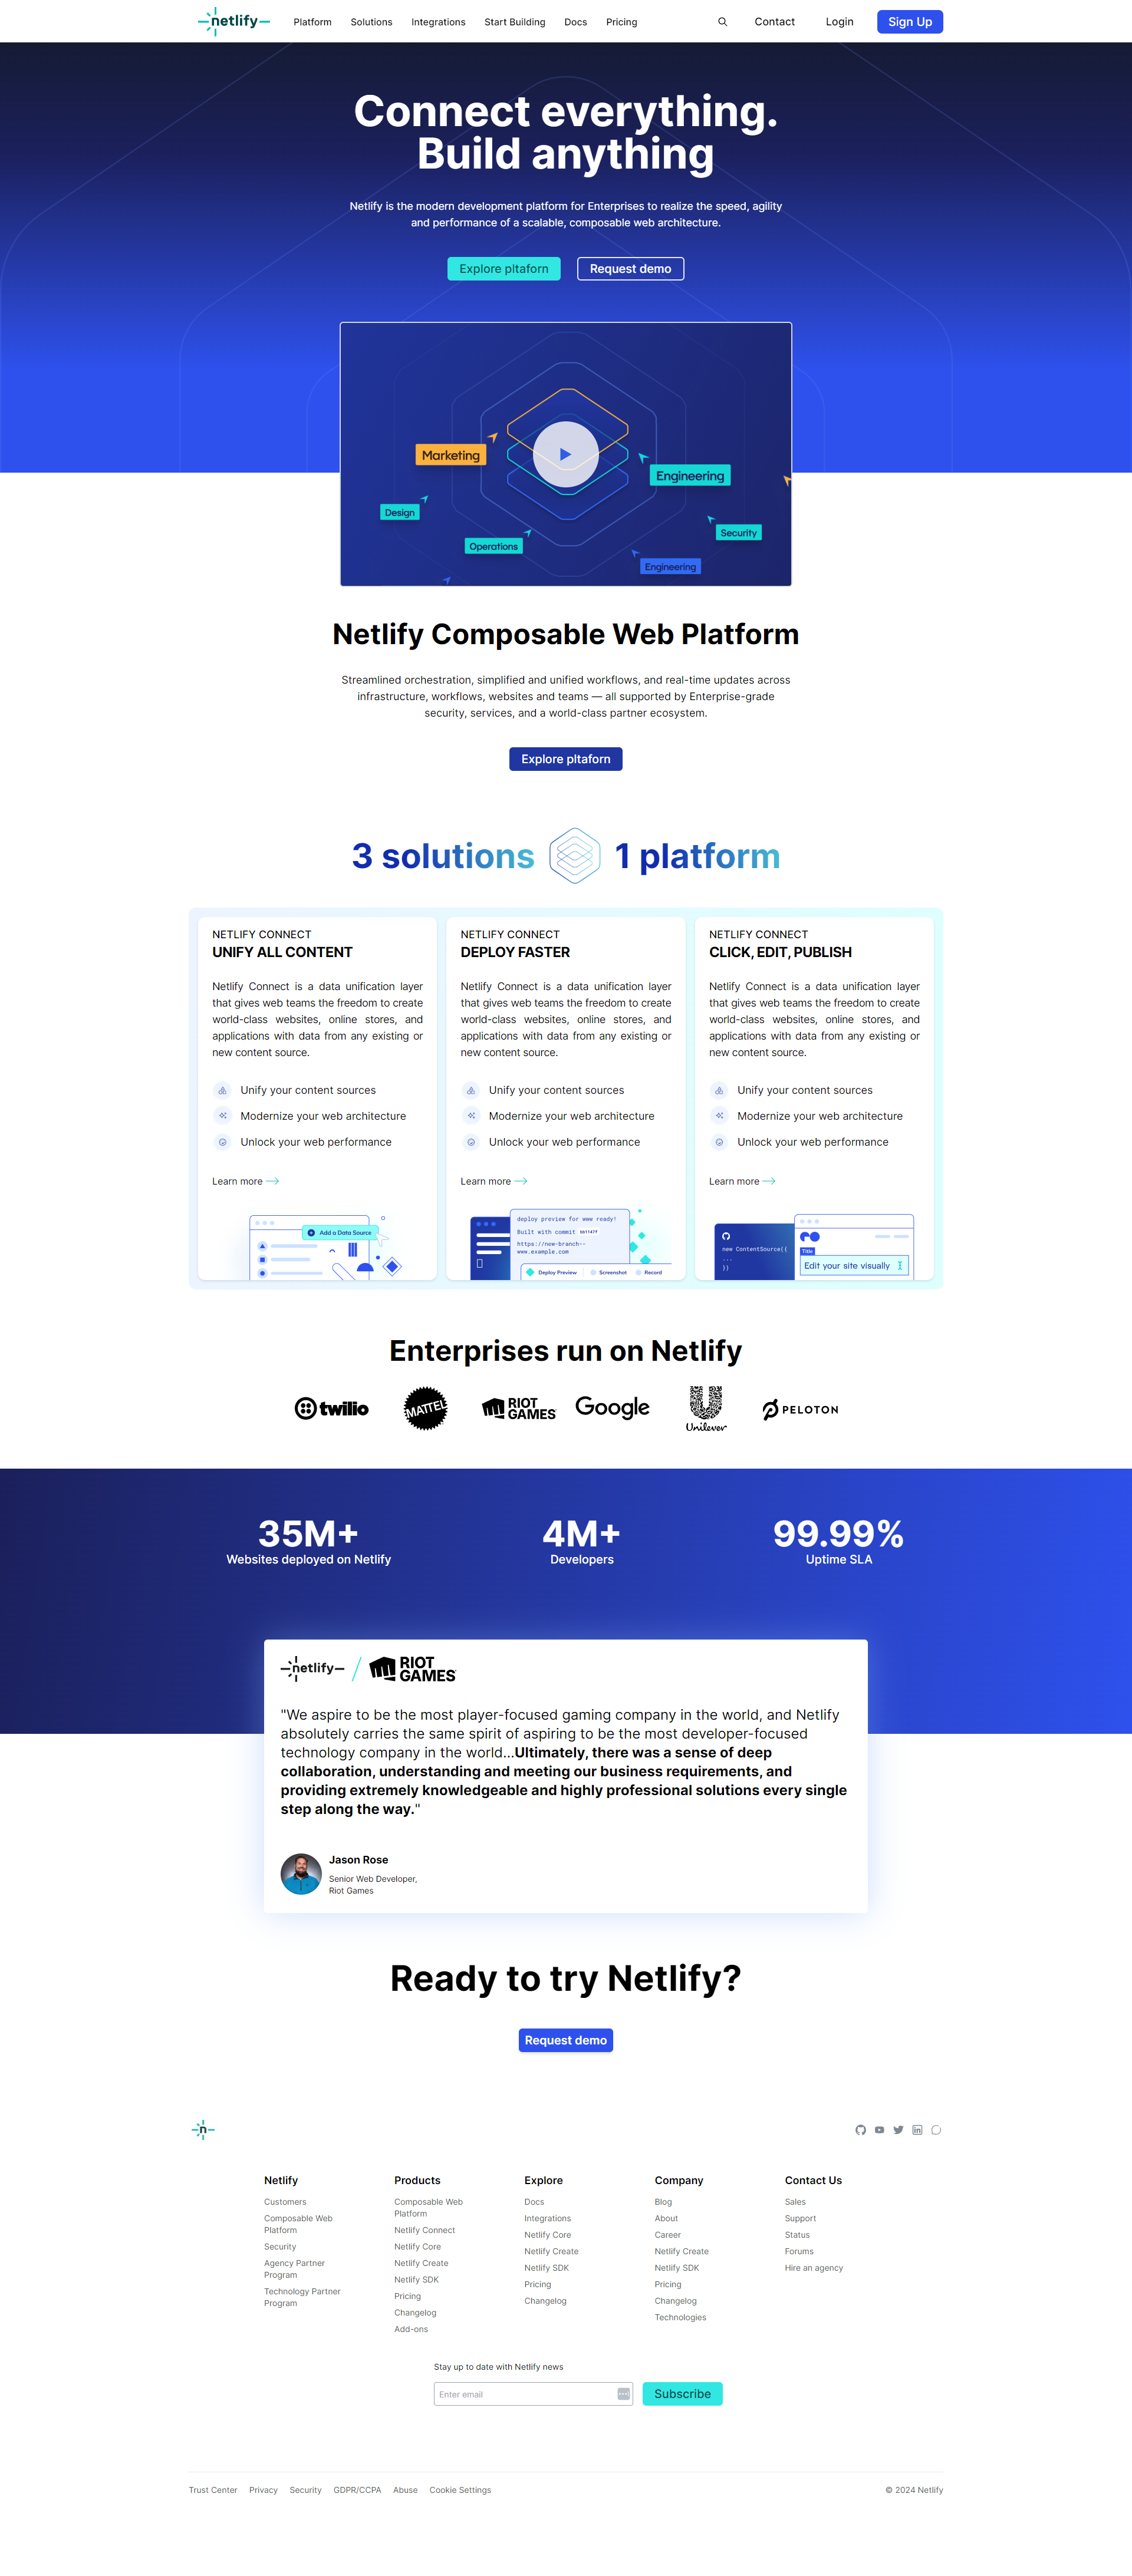 netlify
Platform Solutions Integrations Start Building Docs Pricing
Contact Login Sign Up
Connect everything.
Build anything
Netlify is the modern development platform for Enterprises to realize the speed, agility
and performance of a scalable, composable web architecture.
Explore pltaforn Request demo
Marketing
Engineering
Design
Security
Operations
Engineering
Netlify Composable Web Platform
Streamlined orchestration, simplified and unified workflows, and real-time updates across
infrastructure, workflows, websites and teams — all supported by Enterprise-grade
security, services, and a world-class partner ecosystem.
Explore pltaforn
3 solutions 1 platform
NETLIFY CONNECT
UNIFY ALL CONTENT
Netlify Connect is a data unification layer
that gives web teams the freedom to create
world-class websites, online stores, and
applications with data from any existing or
new content source.
Unify your content sources
Modernize your web architecture
Unlock your web performance
Learn more
Add a Data Source
NETLIFY CONNECT
DEPLOY FASTER
Netlify Connect is a data unification layer
that gives web teams the freedom to create
world-class websites, online stores, and
applications with data from any existing or
new content source.
Unify your content sources
Modernize your web architecture
Unlock your web performance
Learn more
deploy preview for www ready!
Built with commit
https://new-branch--
www.example.com
Deploy Preview Screenshot Record
NETLIFY CONNECT
CLICK, EDIT, PUBLISH
Netlify Connect is a data unification layer
that gives web teams the freedom to create
world-class websites, online stores, and
applications with data from any existing or
new content source.
Unify your content sources
Modernize your web architecture
Unlock your web performance
Learn more
new ContentSource({
...
})
Title
Edit your site visually
Enterprises run on Netlify
twilio
MATTEL
RIOT
GAMES
Google
Unilever
PELOTON
35M+
Websites deployed on Netlify
4M+
Developers
99.99%
Uptime SLA
netlify
RIOT
GAMES
"We aspire to be the most player-focused gaming company in the world, and Netlify
absolutely carries the same spirit of aspiring to be the most developer-focused
technology company in the world...Ultimately, there was a sense of deep
collaboration, understanding and meeting our business requirements, and
providing extremely knowledgeable and highly professional solutions every single
step along the way."
Jason Rose
Senior Web Developer,
Riot Games
Ready to try Netlify?
Request demo
n
in
Netlify
Customers
Composable Web
Platform
Security
Agency Partner
Program
Technology Partner
Program
Products
Composable Web
Platform
Netlify Connect
Netlify Core
Netlify Create
Netlify SDK
Pricing
Changelog
Add-ons
Explore
Docs
Integrations
Netlify Core
Netlify Create
Netlify SDK
Pricing
Changelog
Company
Blog
About
Career
Netlify Create
Netlify SDK
Pricing
Changelog
Technologies
Contact Us
Sales
Support
Status
Forums
Hire an agency
Stay up to date with Netlify news
Enter email
Subscribe
Trust Center Privacy Security GDPR/CCPA Abuse Cookie Settings
© 2024 Netlify